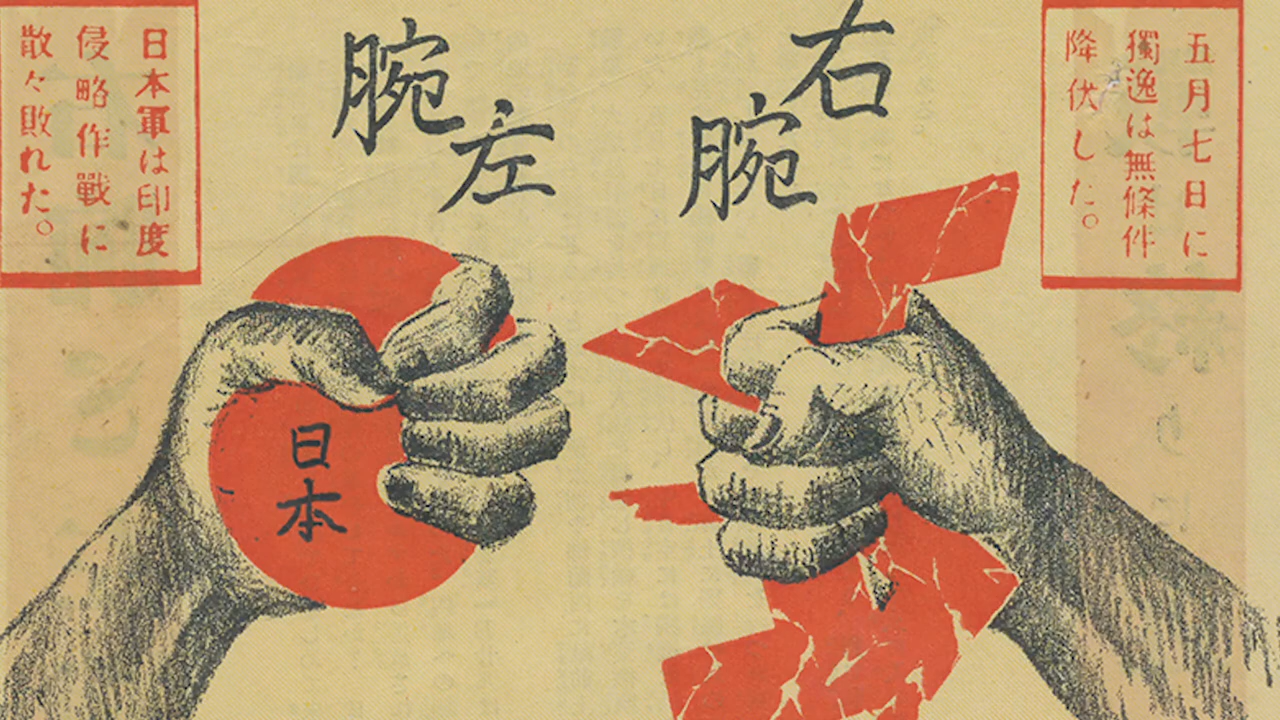 五月七日に
獨逸は無條件
降伏した。
右腕
左腕
日本
日本軍は印度
侵略作戰に
散々敗れた。